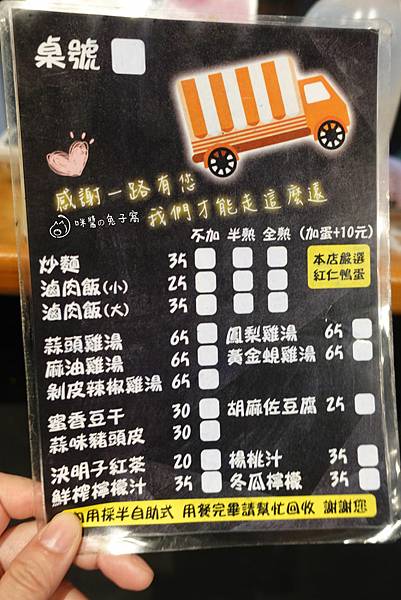 桌號
感謝一路有您
我們才能走這麼遠
咪醬の兔子窩
不加 半熟 全熟 (加蛋+10元)
炒麵 35
滷肉飯(小) 25
滷肉飯(大) 35
本店嚴選
紅仁鴨蛋
蒜頭雞湯 65 鳳梨雞湯 65
麻油雞湯 65 黃金蜆雞湯 65
剝皮辣椒雞湯 65
蜜香豆干 30 胡麻佐豆腐 25
蒜味豬頭皮 30
決明子紅茶 20 楊桃汁 35
鮮榨檸檬汁 35 冬瓜檸檬 35
用採半自助式 用餐完畢請幫忙回收 謝謝您